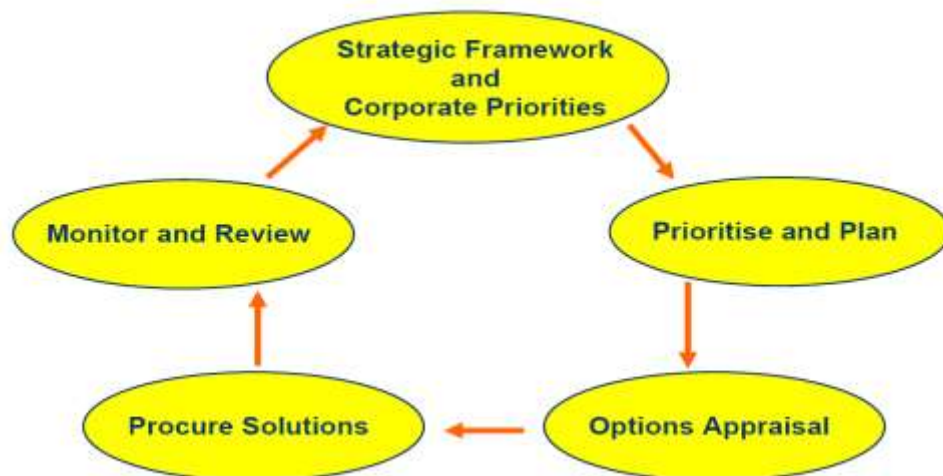 Strategic Framework
and
Corporate Priorities
Monitor and Review
Prioritise and Plan
Procure Solutions
Options Appraisal